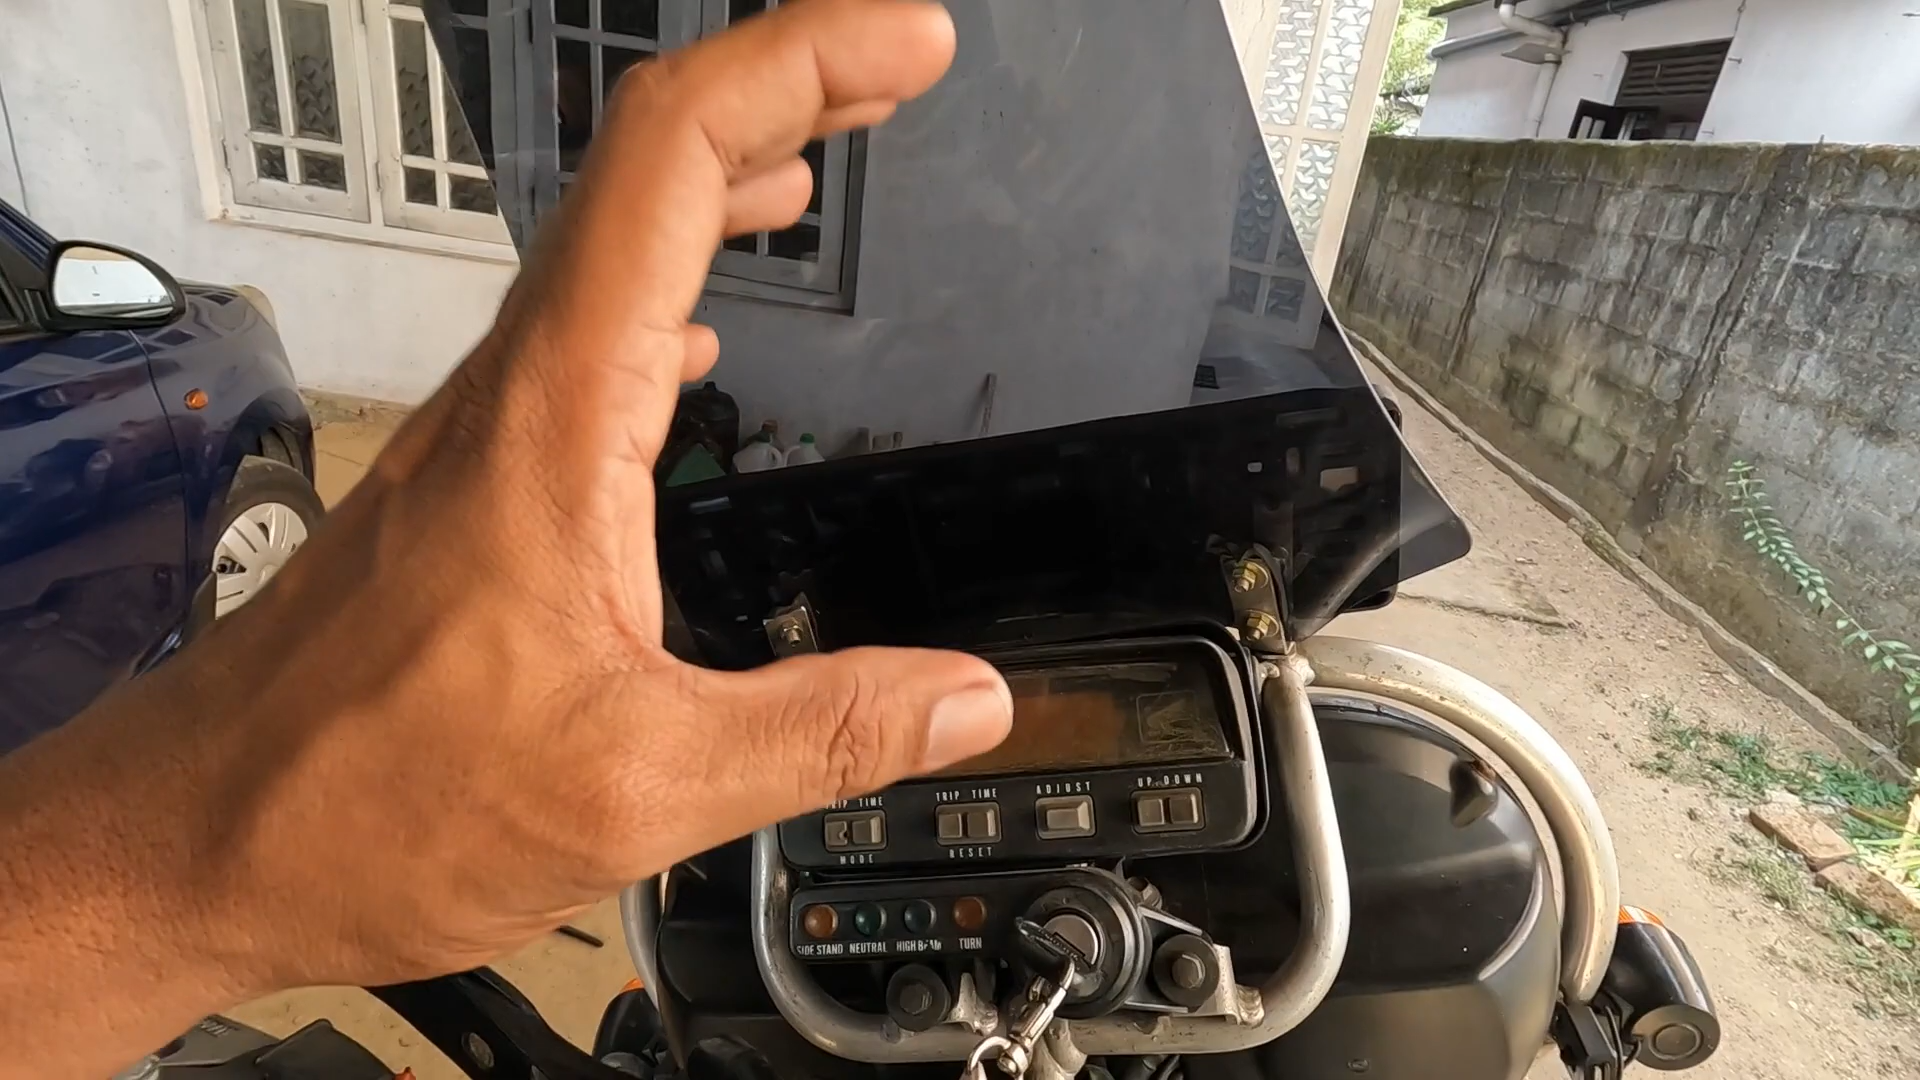 TRIP TIME
TRIP TIME
ADJUST
UP DOWN
MODE
RESET
SIDE STAND NEUTRAL HIGH BEAM TURN